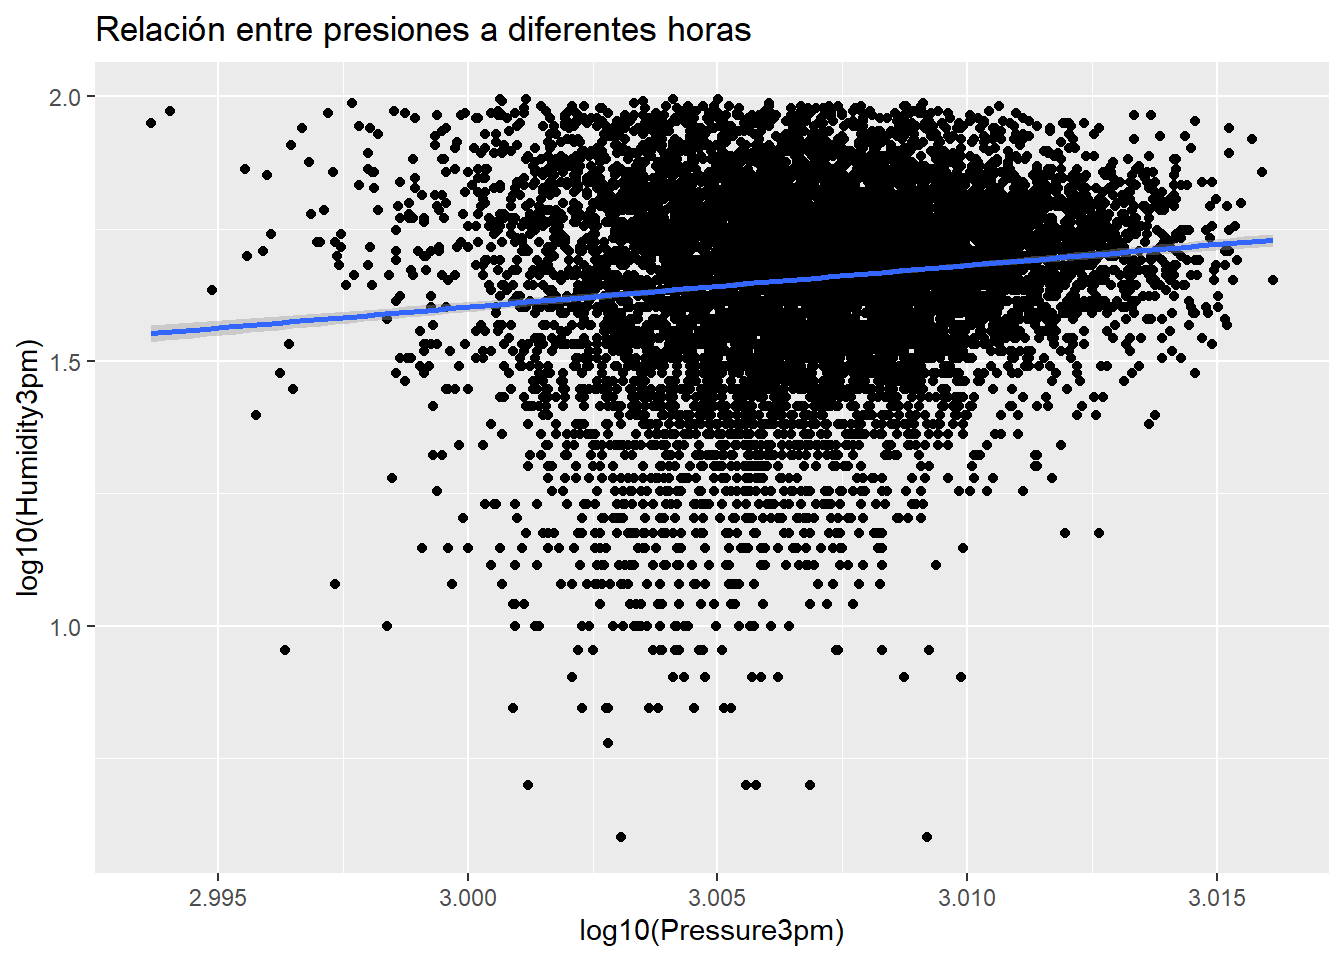 Relación entre presiones a diferentes horas
2.0
1.5
1.0
log10(Humidity3pm)
2.995 3.000 3.005 3.010 3.015
log10(Pressure3pm)